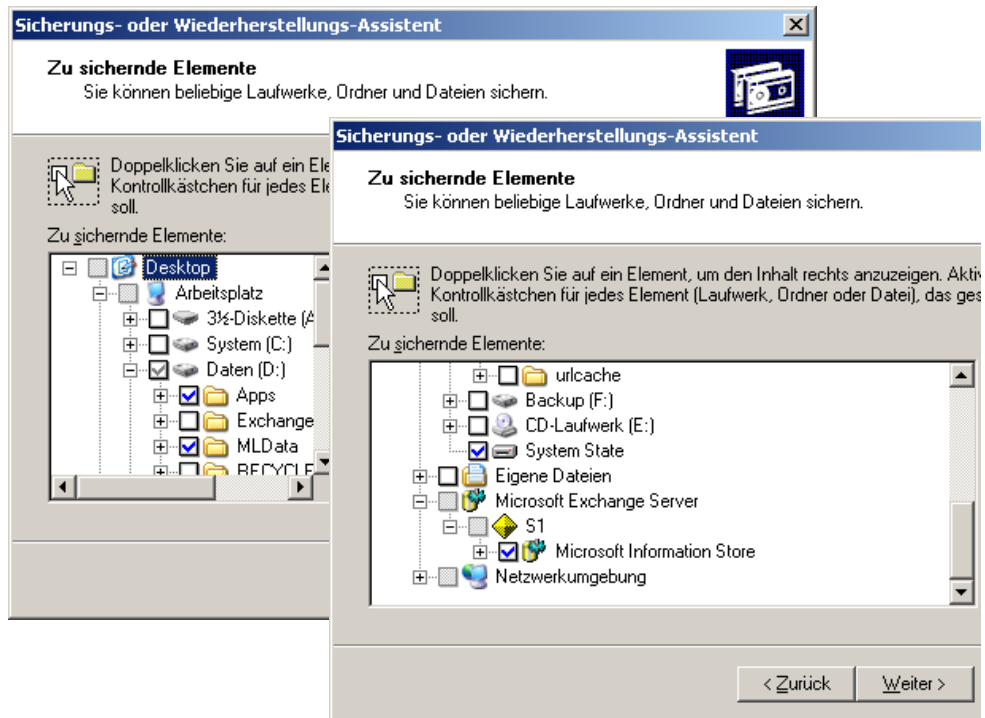 Sicherungs- oder Wiederherstellungs-Assistent
Zu sichernde Elemente
Sie können beliebige Laufwerke, Ordner und Dateien sichern.
Doppelklicken Sie auf ein Ele
Kontrollkästchen für jedes Ele
soll.
Zu sichernde Elemente:
Desktop
Arbeitsplatz
3½-Diskette (A
System (C:)
Daten (D:)
Apps
Exchange
MLData
RECYCLE
Sicherungs- oder Wiederherstellungs-Assistent
Zu sichernde Elemente
Sie können beliebige Laufwerke, Ordner und Dateien sichern.
Doppelklicken Sie auf ein Element, um den Inhalt rechts anzuzeigen. Aktiv
Kontrollkästchen für jedes Element (Laufwerk, Ordner oder Datei), das ges
soll.
Zu sichernde Elemente:
urlcache
Backup (F:)
CD-Laufwerk (E:)
System State
Eigene Dateien
Microsoft Exchange Server
S1
Microsoft Information Store
Netzwerkumgebung
< Zurück
Weiter >